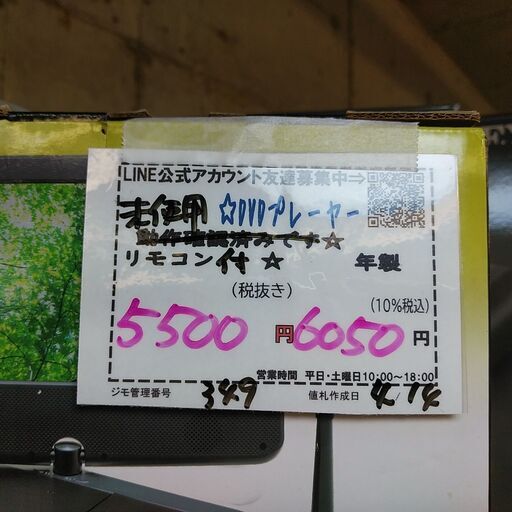 LINE公式アカウント友達募集中⇒
未使用 ☆DVDプレーヤー
動作確認済みです☆
リモコン付 ☆ 年製
(税抜き) (10%税込)
5500 円 6050 円
営業時間 平日・土曜日10:00~18:00
ジモ管理番号 349 値札作成日 4/14